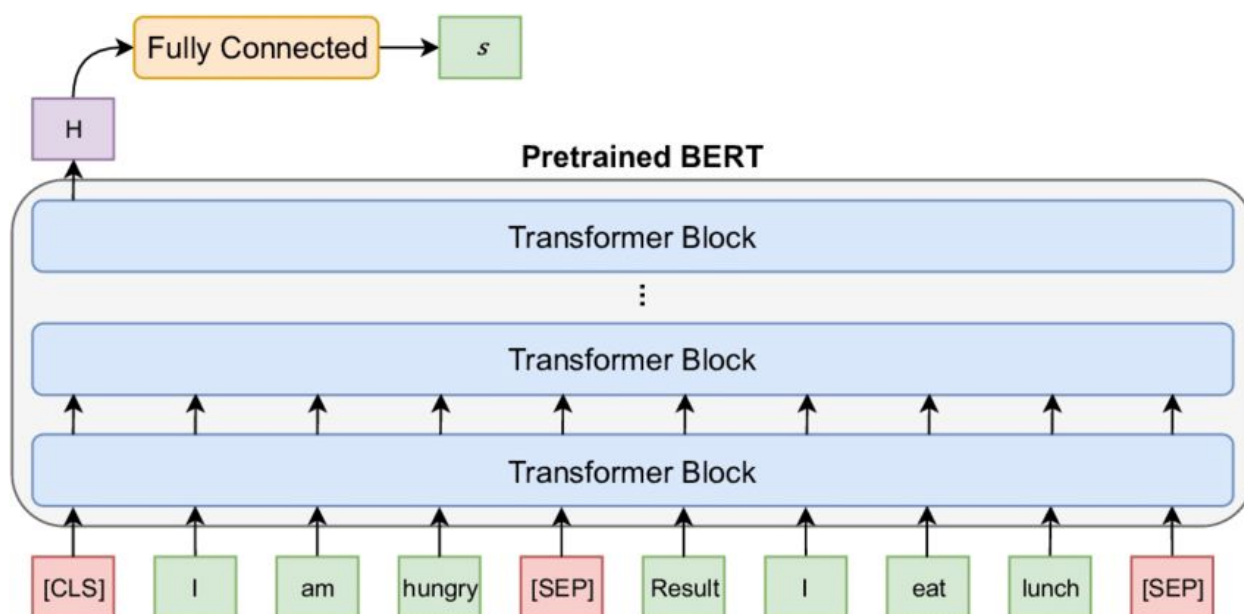 Fully Connected s
H
Pretrained BERT
Transformer Block
...
Transformer Block
Transformer Block
[CLS] I am hungry [SEP] Result I eat lunch [SEP]